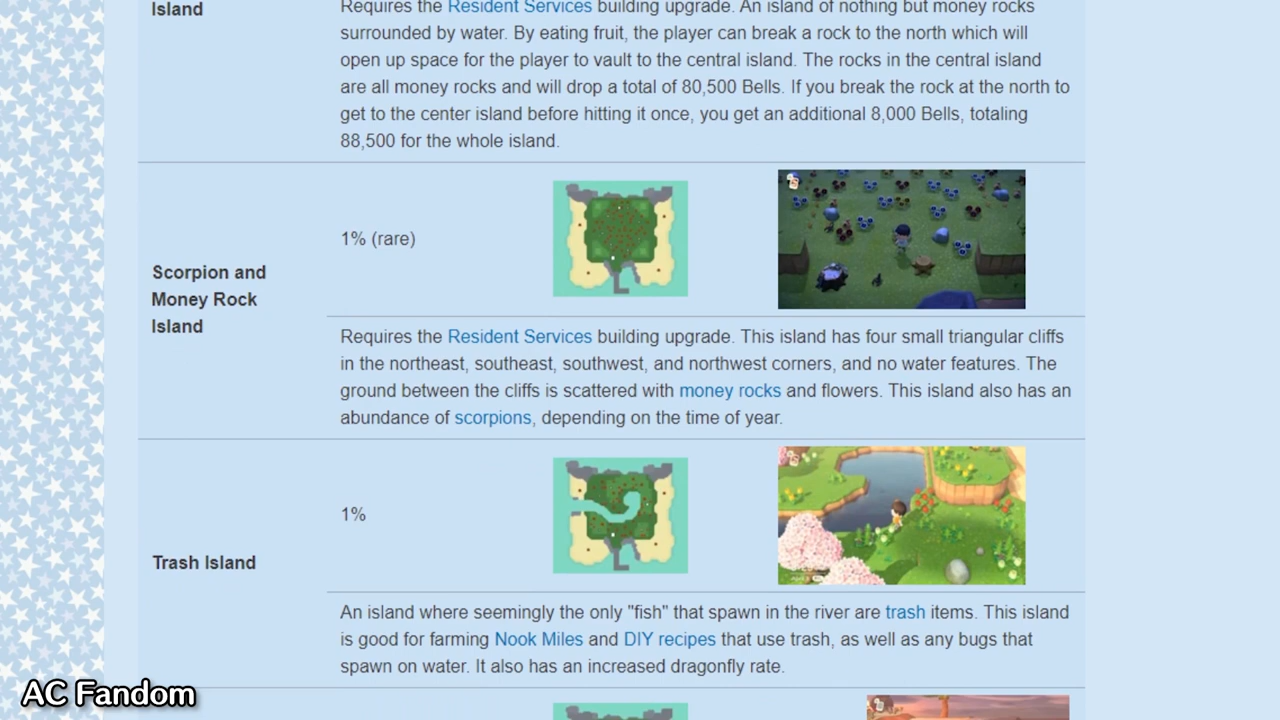 Island
Requires the Resident Services building upgrade. An island of nothing but money rocks
surrounded by water. By eating fruit, the player can break a rock to the north which will
open up space for the player to vault to the central island. The rocks in the central island
are all money rocks and will drop a total of 80,500 Bells. If you break the rock at the north to
get to the center island before hitting it once, you get an additional 8,000 Bells, totaling
88,500 for the whole island.
1% (rare)
Scorpion and
Money Rock
Island
Requires the Resident Services building upgrade. This island has four small triangular cliffs
in the northeast, southeast, southwest, and northwest corners, and no water features. The
ground between the cliffs is scattered with money rocks and flowers. This island also has an
abundance of scorpions, depending on the time of year.
1%
Trash Island
An island where seemingly the only "fish" that spawn in the river are trash items. This island
is good for farming Nook Miles and DIY recipes that use trash, as well as any bugs that
spawn on water. It also has an increased dragonfly rate.
AC Fandom